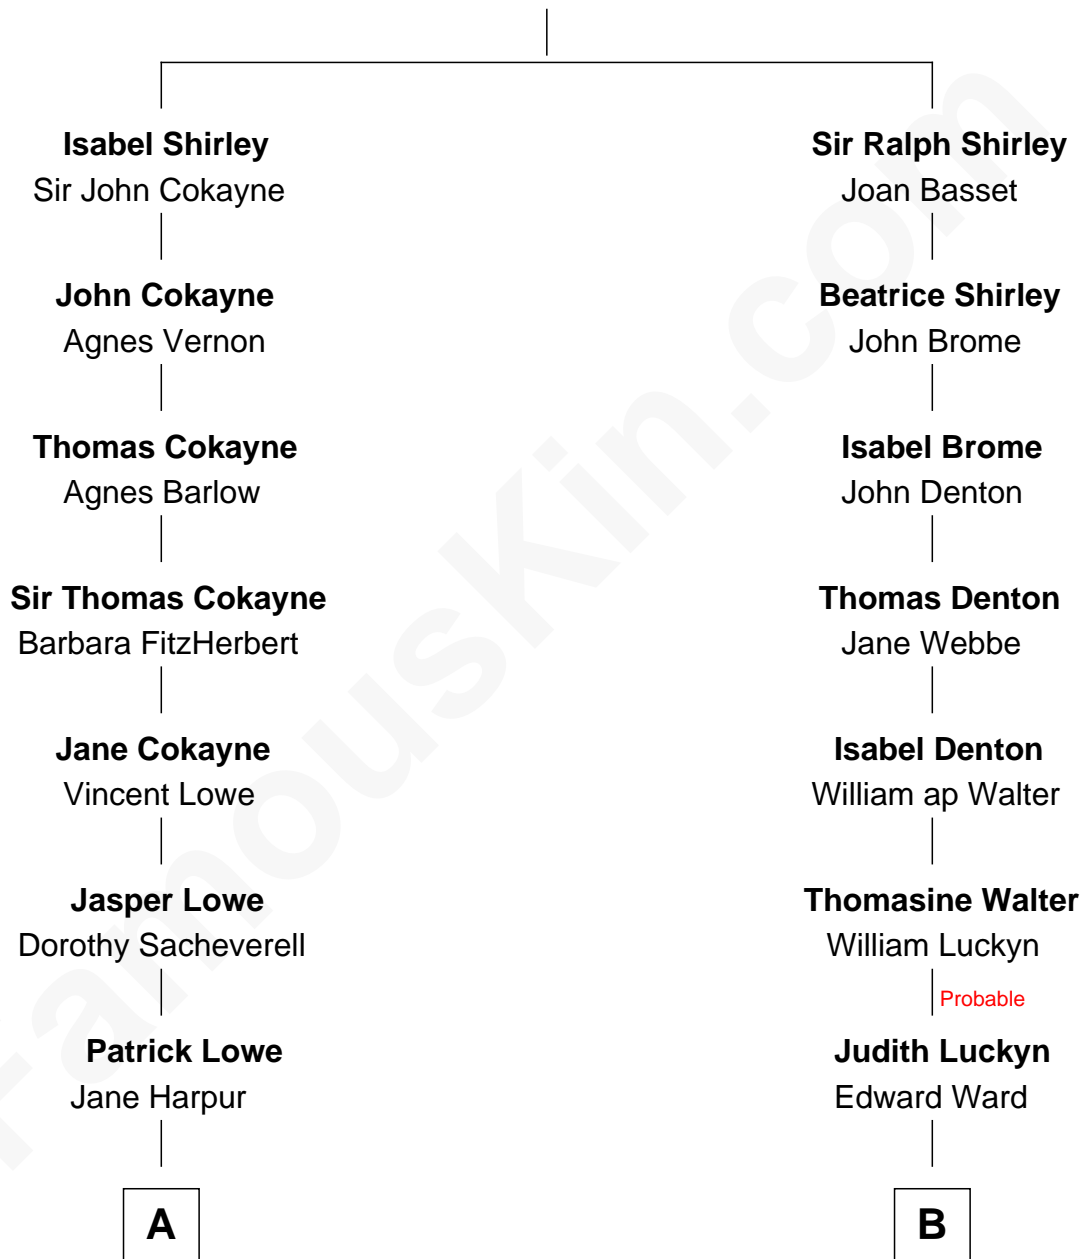 Isabel Shirley
Sir John Cokayne
Sir Ralph Shirley
Joan Basset
John Cokayne
Agnes Vernon
Beatrice Shirley
John Brome
Thomas Cokayne
Agnes Barlow
Isabel Brome
John Denton
Sir Thomas Cokayne
Barbara FitzHerbert
Thomas Denton
Jane Webbe
Jane Cokayne
Vincent Lowe
Isabel Denton
William ap Walter
Jasper Lowe
Dorothy Sacheverell
Thomasine Walter
William Luckyn
Probable
Patrick Lowe
Jane Harpur
Judith Luckyn
Edward Ward
A
B
FamousKin.com